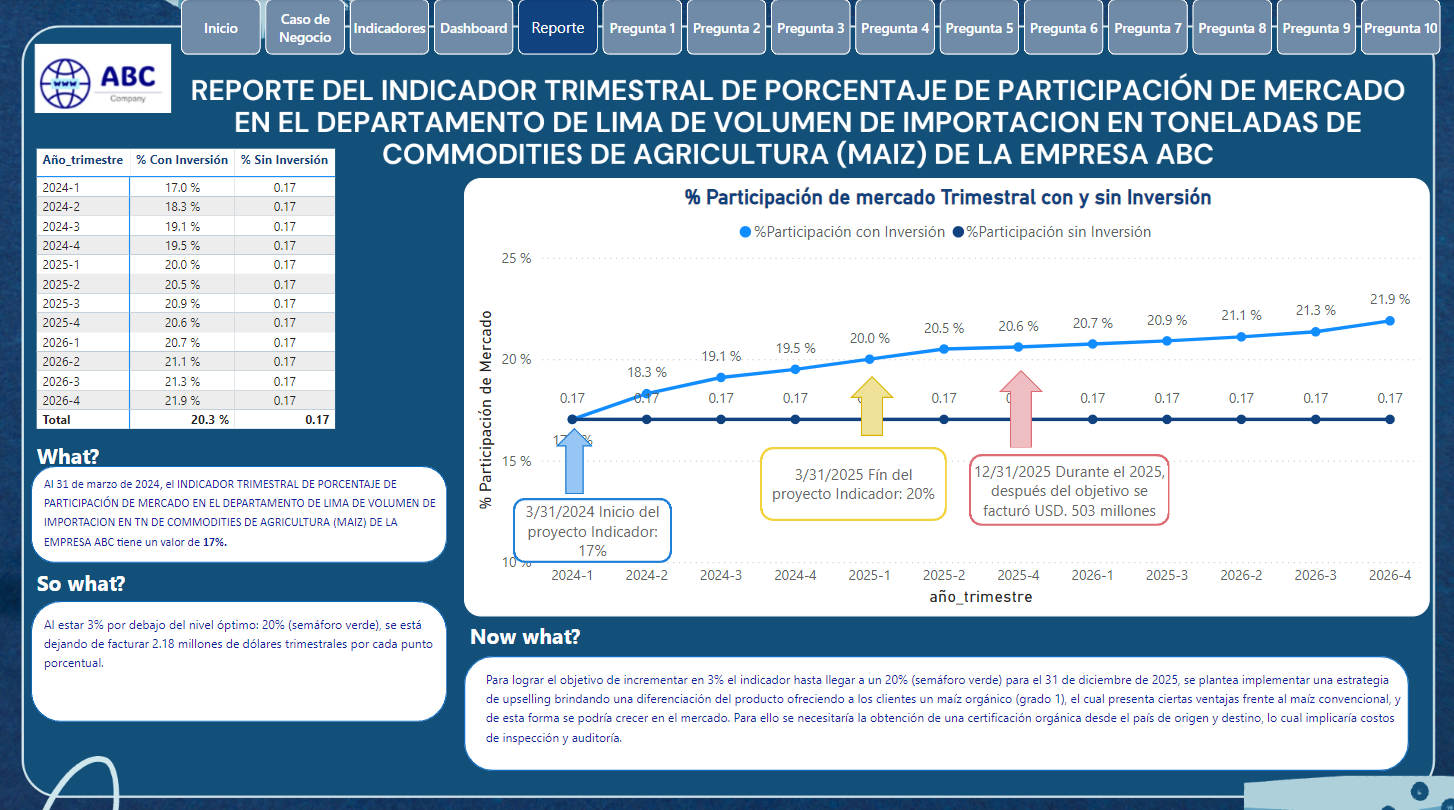 Inicio
Caso de
Negocio
Indicadores
Dashboard
Reporte
Pregunta 1
Pregunta 2
Pregunta 3
Pregunta 4
Pregunta 5
Pregunta 6
Pregunta 7
Pregunta 8
Pregunta 9
Pregunta 10
www
ABC
Company
REPORTE DEL INDICADOR TRIMESTRAL DE PORCENTAJE DE PARTICIPACIÓN DE MERCADO
EN EL DEPARTAMENTO DE LIMA DE VOLUMEN DE IMPORTACION EN TONELADAS DE
COMMODITIES DE AGRICULTURA (MAIZ) DE LA EMPRESA ABC
Año_trimestre % Con Inversión % Sin Inversión
2024-1 17.0 % 0.17
2024-2 18.3 % 0.17
2024-3 19.1 % 0.17
2024-4 19.5 % 0.17
2025-1 20.0 % 0.17
2025-2 20.5 % 0.17
2025-3 20.9 % 0.17
2025-4 20.6 % 0.17
2026-1 20.7 % 0.17
2026-2 21.1 % 0.17
2026-3 21.3 % 0.17
2026-4 21.9 % 0.17
Total 20.3 % 0.17
What?
Al 31 de marzo de 2024, el INDICADOR TRIMESTRAL DE PORCENTAJE DE
PARTICIPACIÓN DE MERCADO EN EL DEPARTAMENTO DE LIMA DE VOLUMEN DE
IMPORTACION EN TN DE COMMODITIES DE AGRICULTURA (MAIZ) DE LA
EMPRESA ABC tiene un valor de 17%.
So what?
Al estar 3% por debajo del nivel óptimo: 20% (semáforo verde), se está
dejando de facturar 2.18 millones de dólares trimestrales por cada punto
porcentual.
% Participación de mercado Trimestral con y sin Inversión
%Participación con Inversión %Participación sin Inversión
% Participación de Mercado
25 %
20 %
15 %
10 %
18.3 %
19.1 %
19.5 %
20.0 %
20.5 %
20.6 %
20.7 %
20.9 %
21.1 %
21.3 %
21.9 %
0.17 0.17 0.17 0.17 0.17 0.17 0.17 0.17 0.17 0.17
3/31/2024 Inicio del
proyecto Indicador:
17%
3/31/2025 Fín del
proyecto Indicador: 20%
12/31/2025 Durante el 2025,
después del objetivo se
facturó USD. 503 millones
2024-1 2024-2 2024-3 2024-4 2025-1 2025-2 2025-4 2026-1 2025-3 2026-2 2026-3 2026-4
año_trimestre
Now what?
Para lograr el objetivo de incrementar en 3% el indicador hasta llegar a un 20% (semáforo verde) para el 31 de diciembre de 2025, se plantea implementar una estrategia
de upselling brindando una diferenciación del producto ofreciendo a los clientes un maíz orgánico (grado 1), el cual presenta ciertas ventajas frente al maíz convencional, y
de esta forma se podría crecer en el mercado. Para ello se necesitaría la obtención de una certificación orgánica desde el país de origen y destino, lo cual implicaría costos
de inspección y auditoría.